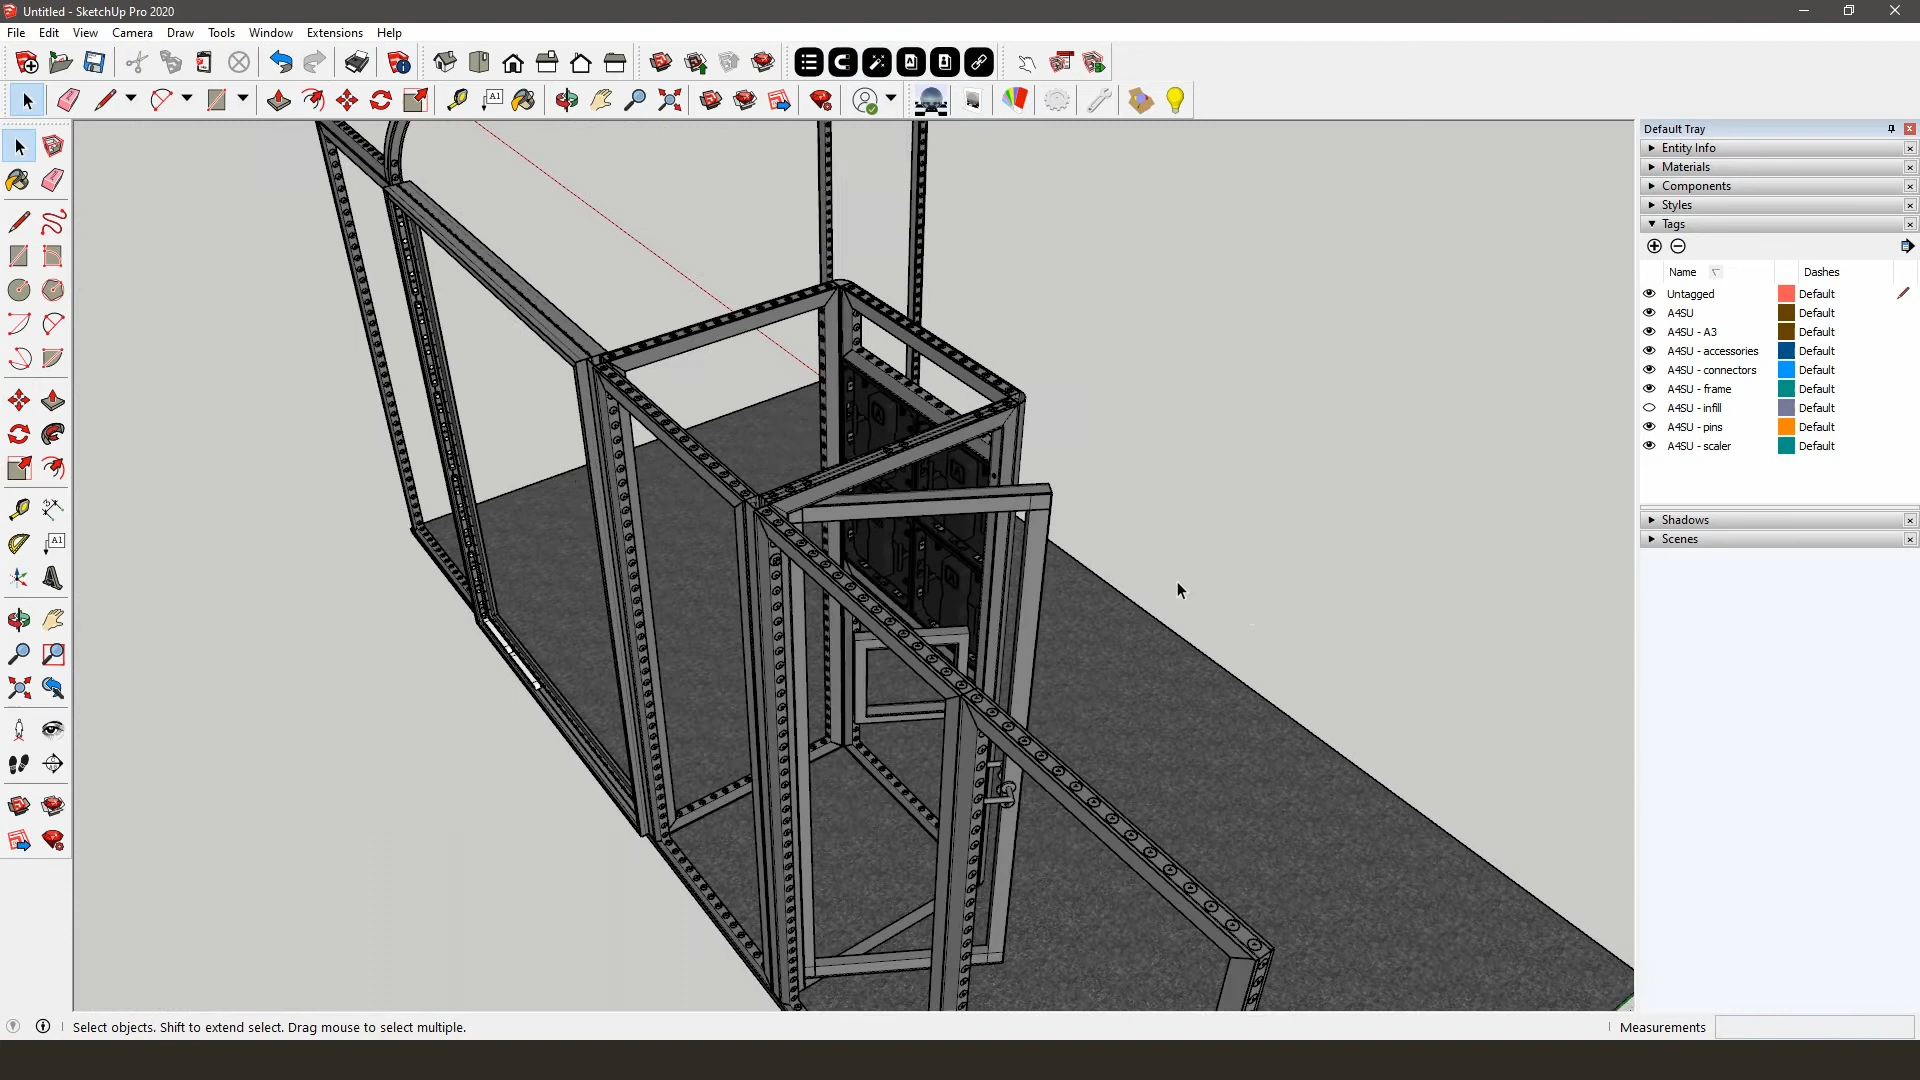 Untitled - SketchUp Pro 2020
File Edit View Camera Draw Tools Window Extensions Help
A1
Default Tray
Entity Info
Materials
Components
Styles
Tags
Name Dashes
Untagged Default
A4SU Default
A4SU - A3 Default
A4SU - accessories Default
A4SU - connectors Default
A4SU - frame Default
A4SU - infill Default
A4SU - pins Default
A4SU - scaler Default
Shadows
Scenes
A1
Select objects. Shift to extend select. Drag mouse to select multiple.
Measurements